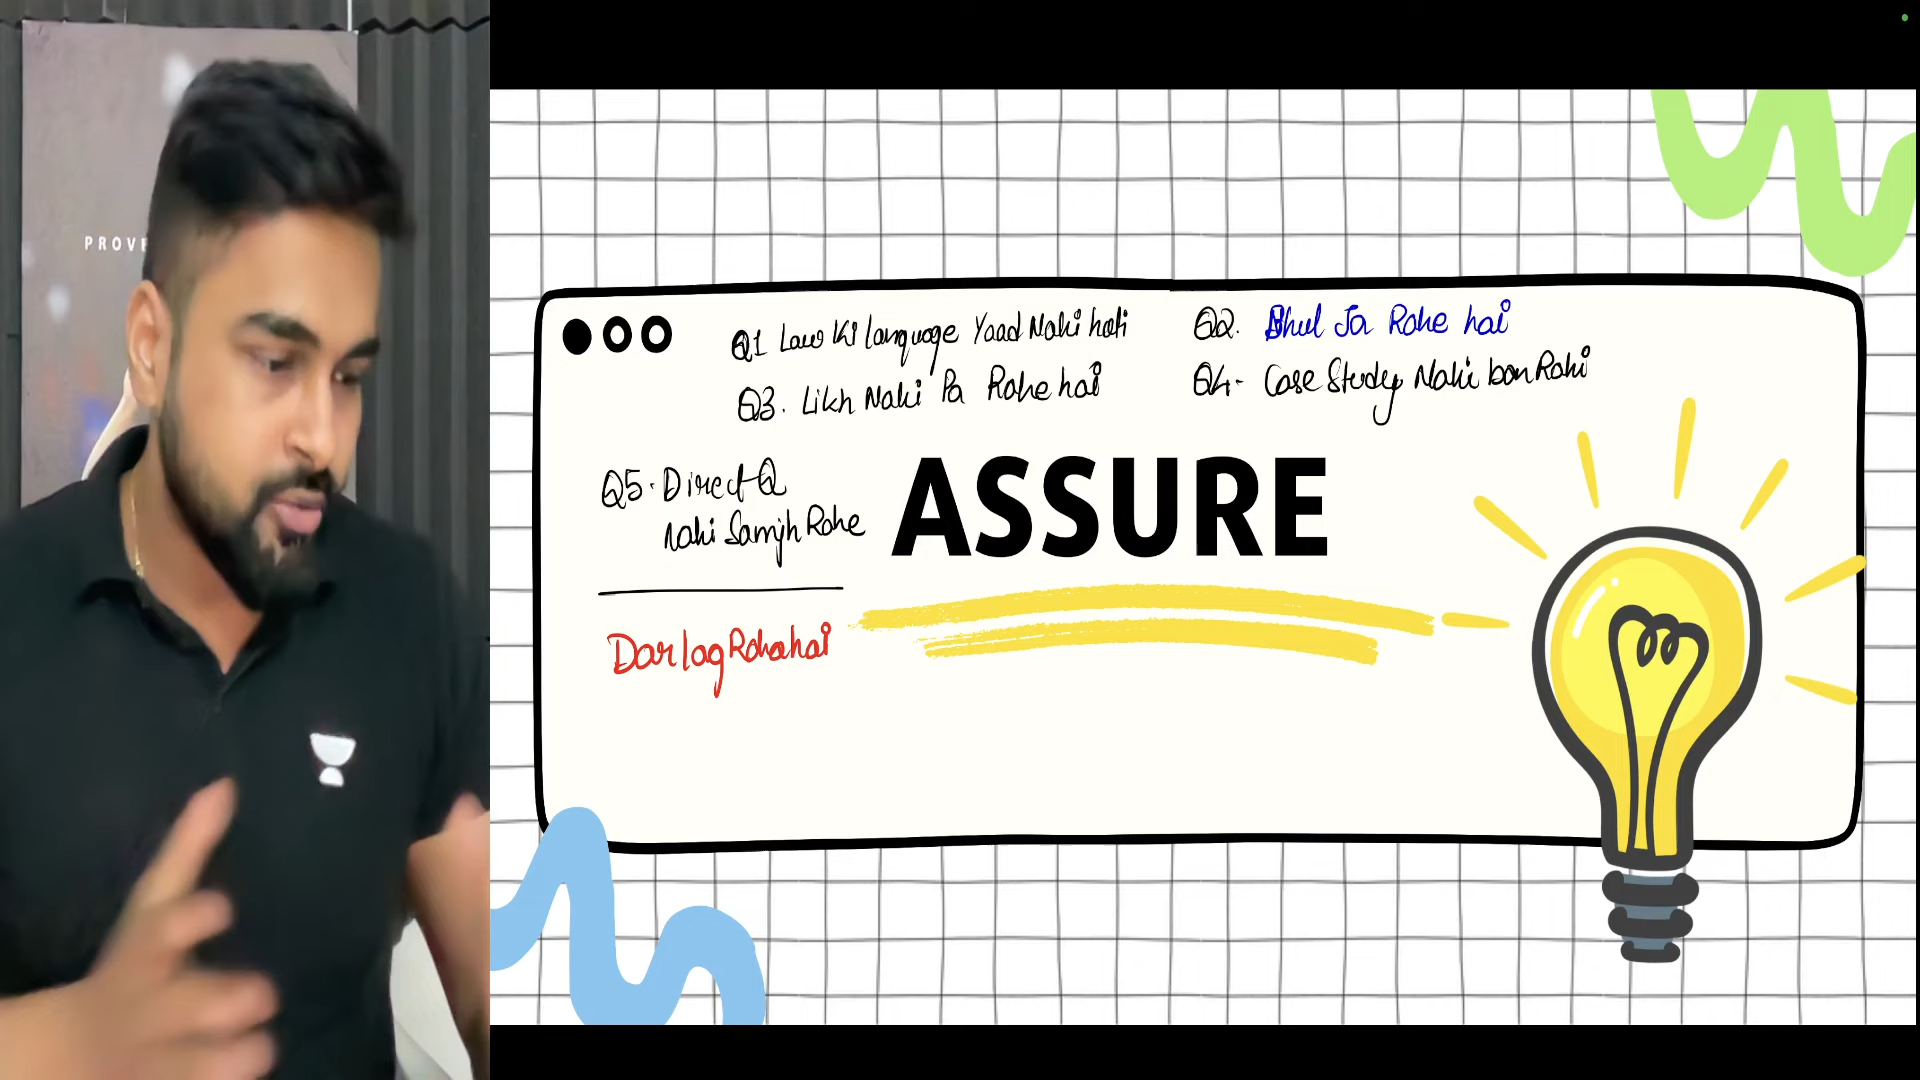 PROVE
Q1 Law Ki language Yaad Nahi hoti
Q2. Bhul Ja Rahe hai
Q3. Likh Nahi Pa Rahe hai
Q4- Case Study Nahi ban Rahi
Q5. Direct Q
Nahi Samjh Rahe
ASSURE
Dar lag Raha hai